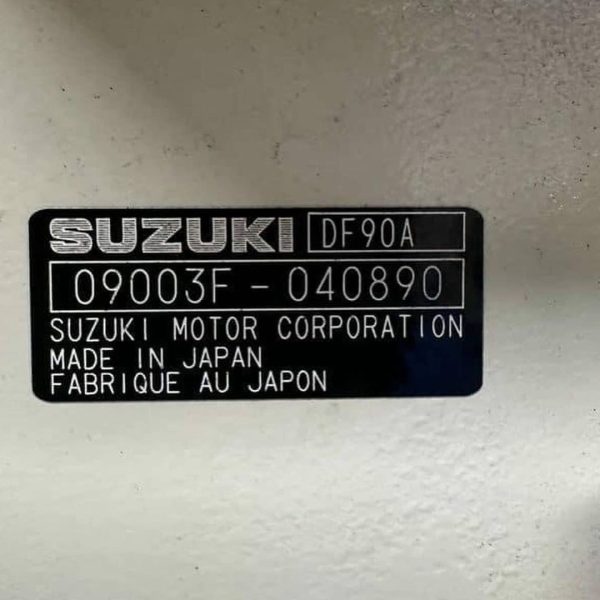 SUZUKI DF90A
09003F - 040890
SUZUKI MOTOR CORPORATION
MADE IN JAPAN
FABRIQUE AU JAPON